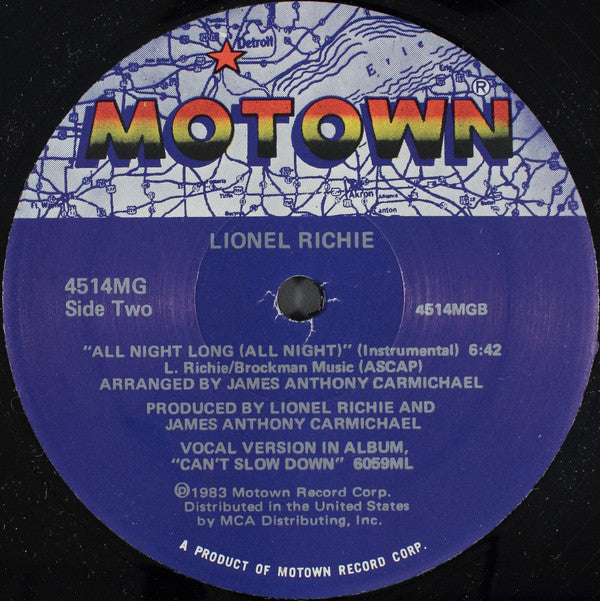 Detroit
Erie
®
MOTOWN
Akron
Canton
LIONEL RICHIE
4514MG
Side Two
4514MGB
"ALL NIGHT LONG (ALL NIGHT)" (Instrumental) 6:42
L. Richie/Brockman Music (ASCAP)
ARRANGED BY JAMES ANTHONY CARMICHAEL
PRODUCED BY LIONEL RICHIE AND
JAMES ANTHONY CARMICHAEL
VOCAL VERSION IN ALBUM,
"CAN'T SLOW DOWN" 6059ML
℗1983 Motown Record Corp.
Distributed in the United States
by MCA Distributing, Inc.
A PRODUCT OF MOTOWN RECORD CORP.